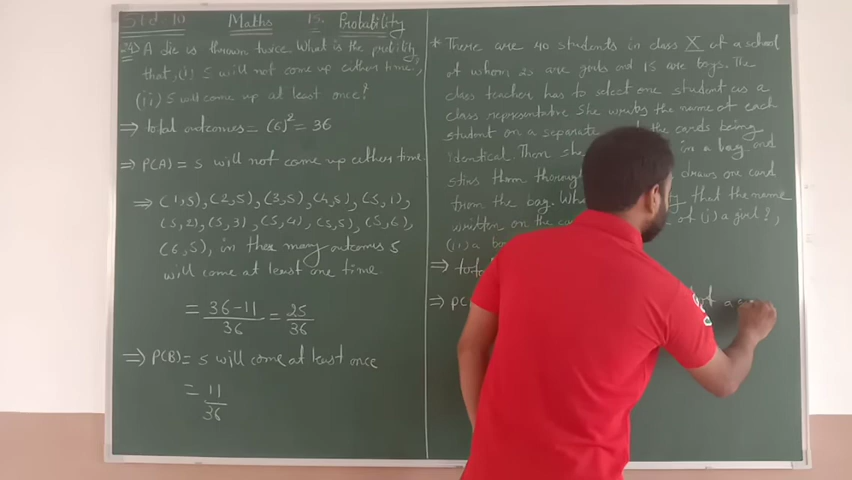 Std. 10 Maths 15. Probability
24) A die is thrown twice. What is the probility
that, (i) 5 will not come up either time,
(ii) 5 will come up at least once?
⇒ total outcomes = (6)² = 36
⇒ P(A) = 5 will not come up either time.
⇒ (1,5), (2,5), (3,5), (4,5), (5,1),
(5,2), (5,3), (5,4), (5,5), (5,6),
(6,5), in these many outcomes 5
will come at least one time
= 36-11/36 = 25/36
⇒ P(B) = 5 will come at least once
= 11/36
* There are 40 students in class X of a school
of whom 25 are girls and 15 are boys. The
class teacher has to select one student as a
class representative she writes the name of each
student on a separate the cards being
identical. Then she in a bag and
stirs them draws one card
from the bag. that the name
written on the of (i) a girl?,
(ii) a
⇒
⇒ P( a